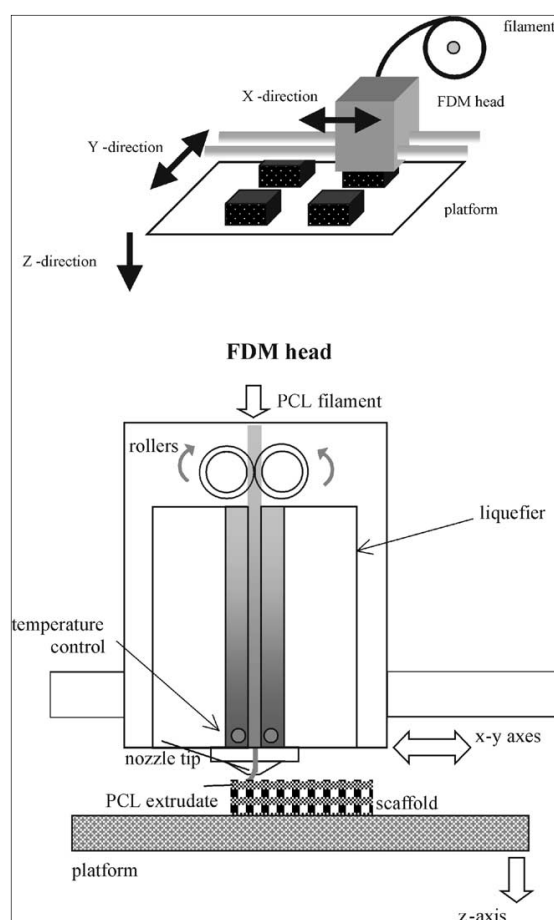 filament
X -direction
FDM head
Y -direction
platform
Z -direction
FDM head
PCL filament
rollers
liquefier
temperature
control
x-y axes
nozzle tip
PCL extrudate
scaffold
platform
z-axis